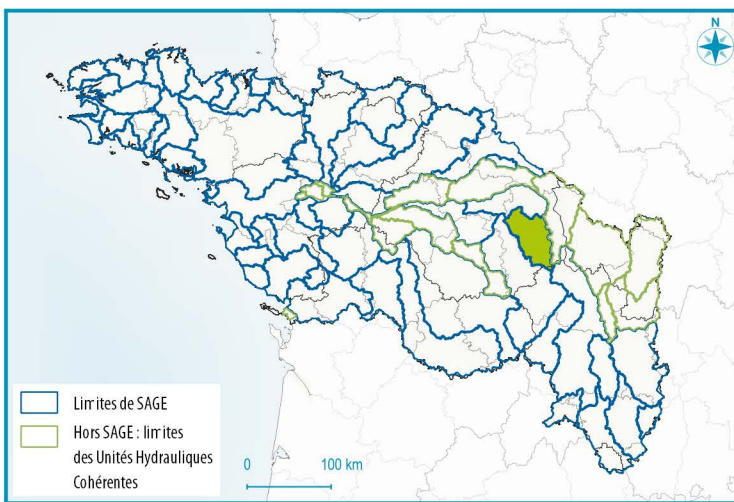 N
Limites de SAGE
Hors SAGE : limites
des Unités Hydrauliques
Cohérentes
0 100 km